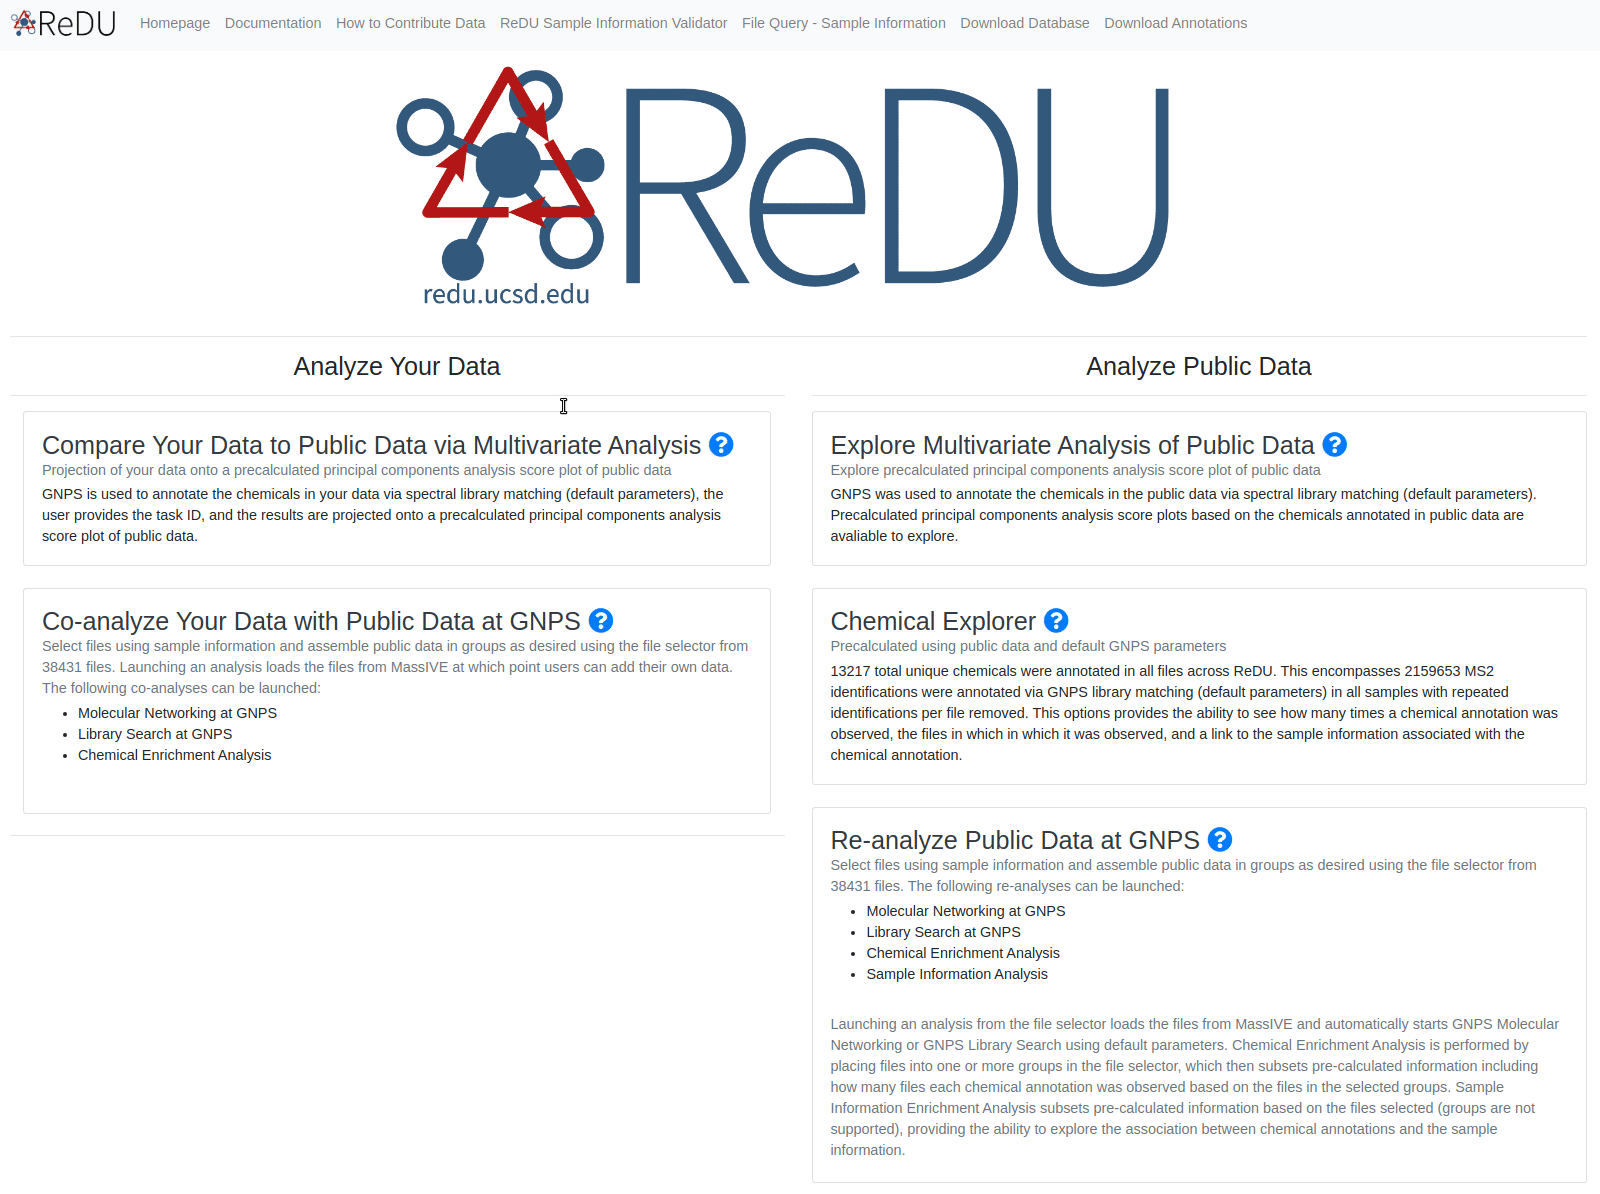 ReDU Homepage Documentation How to Contribute Data ReDU Sample Information Validator File Query - Sample Information Download Database Download Annotations
ReDU
redu.ucsd.edu
Analyze Your Data
Compare Your Data to Public Data via Multivariate Analysis ?
Projection of your data onto a precalculated principal components analysis score plot of public data
GNPS is used to annotate the chemicals in your data via spectral library matching (default parameters), the
user provides the task ID, and the results are projected onto a precalculated principal components analysis
score plot of public data.
Co-analyze Your Data with Public Data at GNPS ?
Select files using sample information and assemble public data in groups as desired using the file selector from
38431 files. Launching an analysis loads the files from MassIVE at which point users can add their own data.
The following co-analyses can be launched:
• Molecular Networking at GNPS
• Library Search at GNPS
• Chemical Enrichment Analysis
Analyze Public Data
Explore Multivariate Analysis of Public Data ?
Explore precalculated principal components analysis score plot of public data
GNPS was used to annotate the chemicals in the public data via spectral library matching (default parameters).
Precalculated principal components analysis score plots based on the chemicals annotated in public data are
avaliable to explore.
Chemical Explorer ?
Precalculated using public data and default GNPS parameters
13217 total unique chemicals were annotated in all files across ReDU. This encompasses 2159653 MS2
identifications were annotated via GNPS library matching (default parameters) in all samples with repeated
identifications per file removed. This options provides the ability to see how many times a chemical annotation was
observed, the files in which in which it was observed, and a link to the sample information associated with the
chemical annotation.
Re-analyze Public Data at GNPS ?
Select files using sample information and assemble public data in groups as desired using the file selector from
38431 files. The following re-analyses can be launched:
• Molecular Networking at GNPS
• Library Search at GNPS
• Chemical Enrichment Analysis
• Sample Information Analysis
Launching an analysis from the file selector loads the files from MassIVE and automatically starts GNPS Molecular
Networking or GNPS Library Search using default parameters. Chemical Enrichment Analysis is performed by
placing files into one or more groups in the file selector, which then subsets pre-calculated information including
how many files each chemical annotation was observed based on the files in the selected groups. Sample
Information Enrichment Analysis subsets pre-calculated information based on the files selected (groups are not
supported), providing the ability to explore the association between chemical annotations and the sample
information.